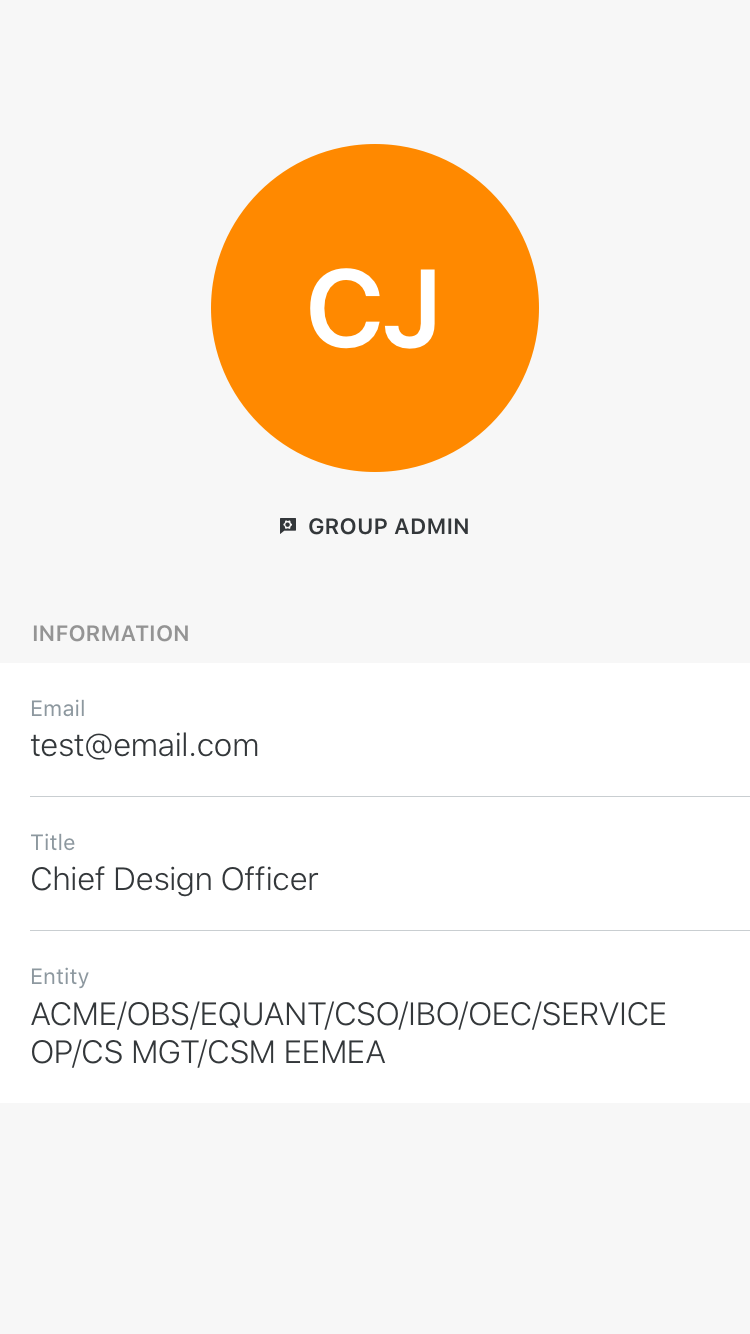 CJ
GROUP ADMIN
INFORMATION
Email
test@email.com
Title
Chief Design Officer
Entity
ACME/OBS/EQUANT/CSO/IBO/OEC/SERVICE
OP/CS MGT/CSM EEMEA